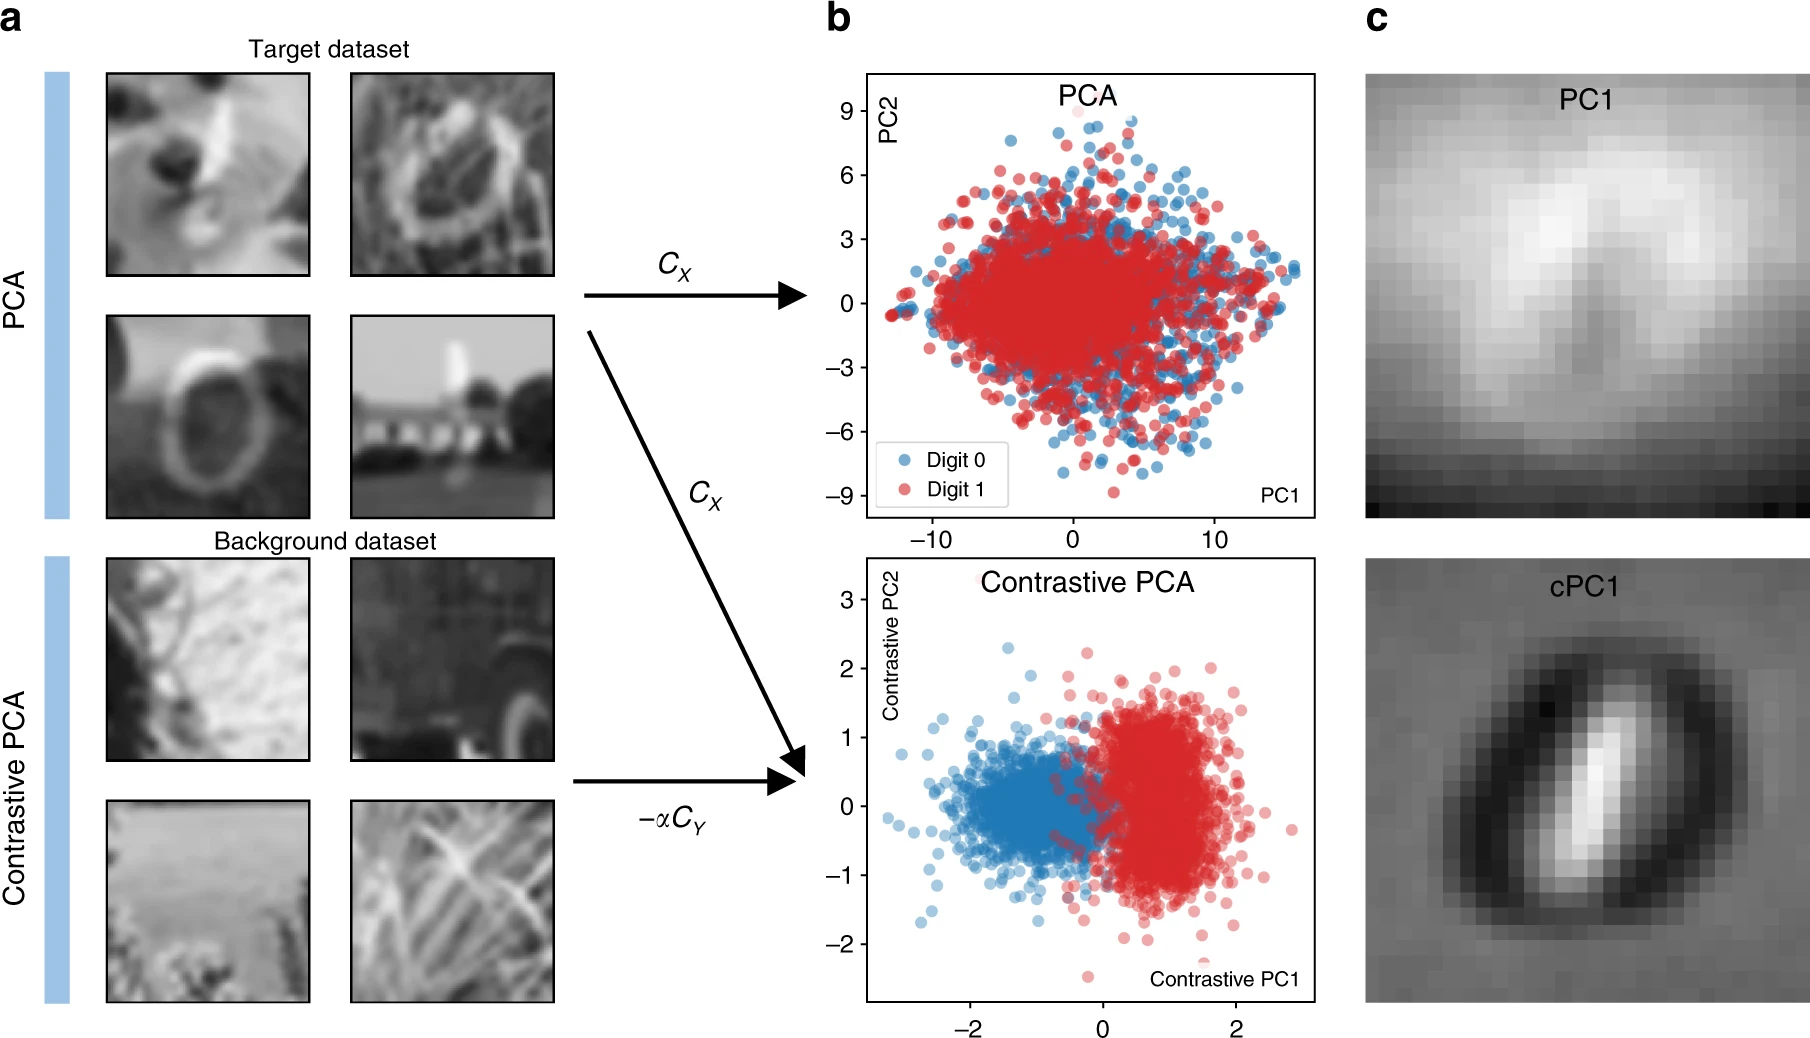 a
Target dataset
PCA
Background dataset
Contrastive PCA
C_X
C_X
−αC_Y
b
PCA
PC2
9
6
3
0
−3
−6
−9
Digit 0
Digit 1
PC1
−10
0
10
Contrastive PCA
Contrastive PC2
3
2
1
0
−1
−2
Contrastive PC1
−2
0
2
c
PC1
cPC1